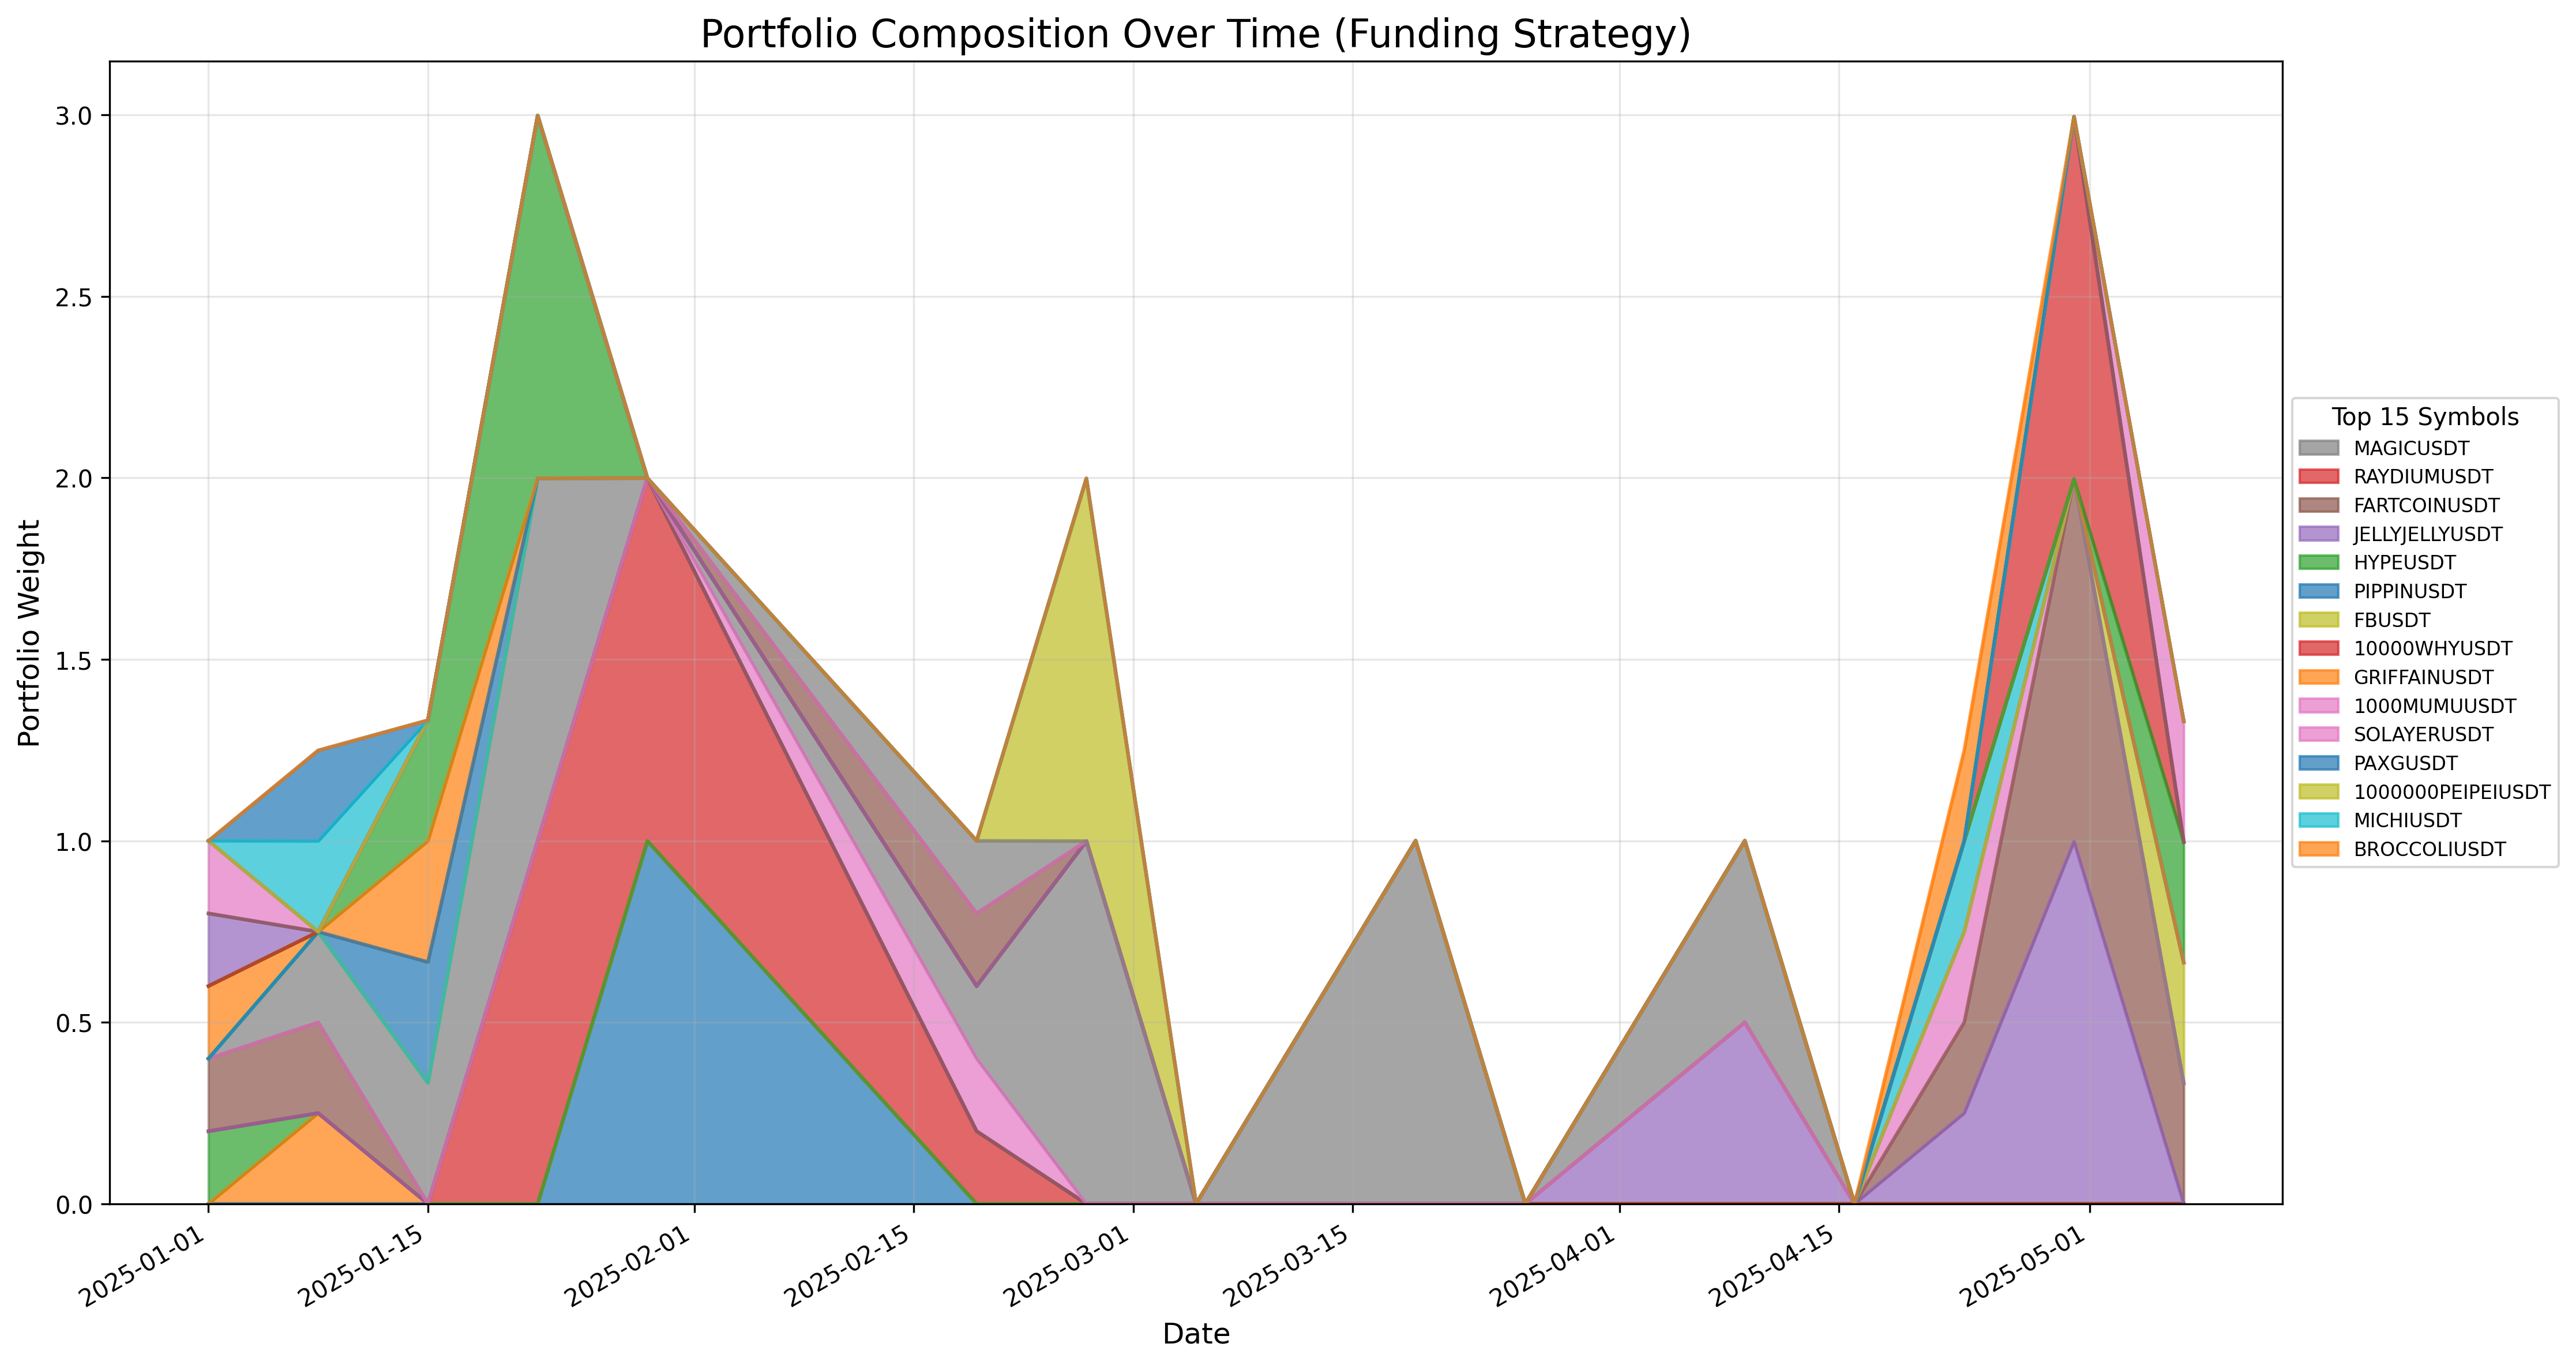 Portfolio Composition Over Time (Funding Strategy)
Portfolio Weight
3.0
2.5
2.0
1.5
1.0
0.5
0.0
2025-01-01
2025-01-15
2025-02-01
2025-02-15
2025-03-01
2025-03-15
2025-04-01
2025-04-15
2025-05-01
Date
Top 15 Symbols
MAGICUSDT
RAYDIUMUSDT
FARTCOINUSDT
JELLYJELLYUSDT
HYPEUSDT
PIPPINUSDT
FBUSDT
10000WHYUSDT
GRIFFAINUSDT
1000MUMUUSDT
SOLAYERUSDT
PAXGUSDT
1000000PEIPEIUSDT
MICHIUSDT
BROCCOLIUSDT